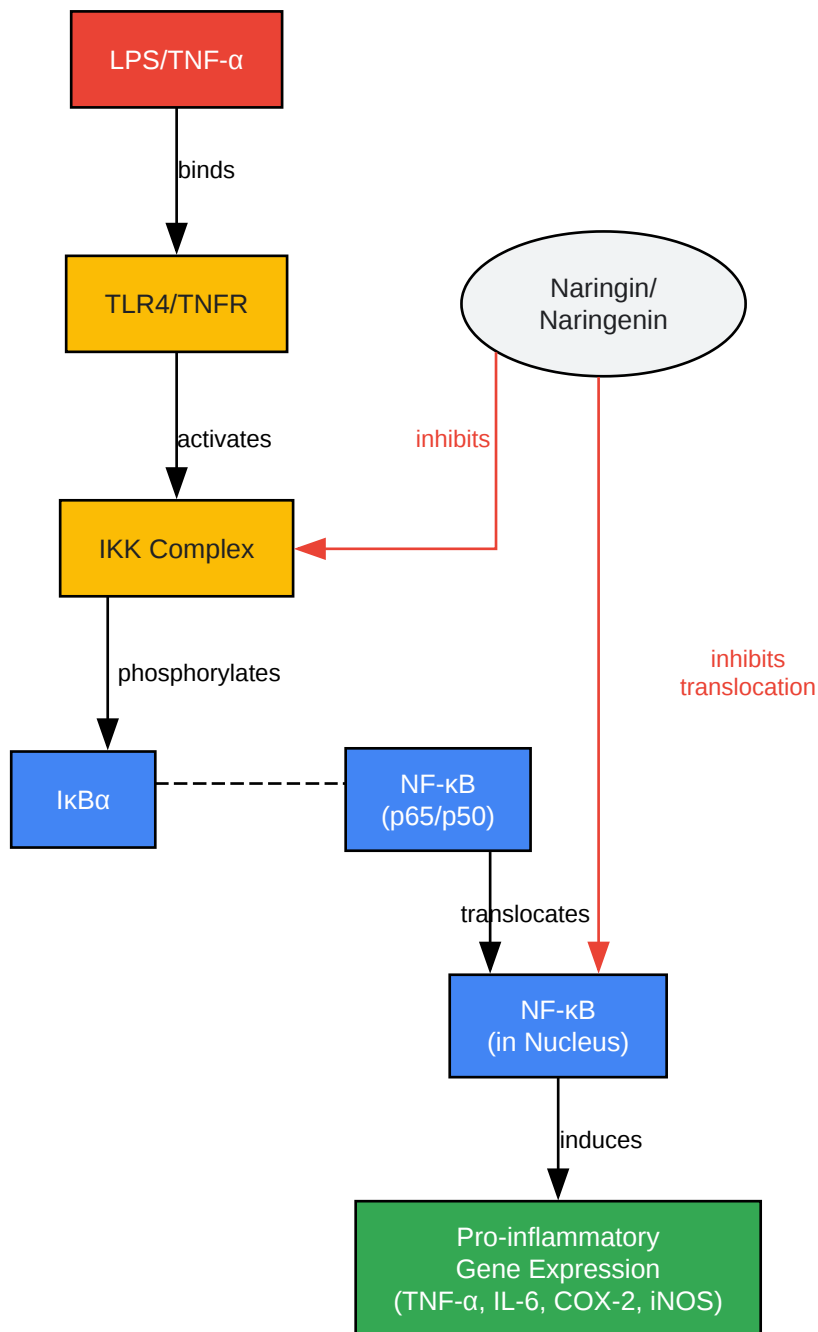 LPS/TNF-α
binds
TLR4/TNFR
Naringin/
Naringenin
activates
inhibits
IKK Complex
inhibits
translocation
phosphorylates
IκBα
NF-κB
(p65/p50)
translocates
NF-κB
(in Nucleus)
induces
Pro-inflammatory
Gene Expression
(TNF-α, IL-6, COX-2, iNOS)